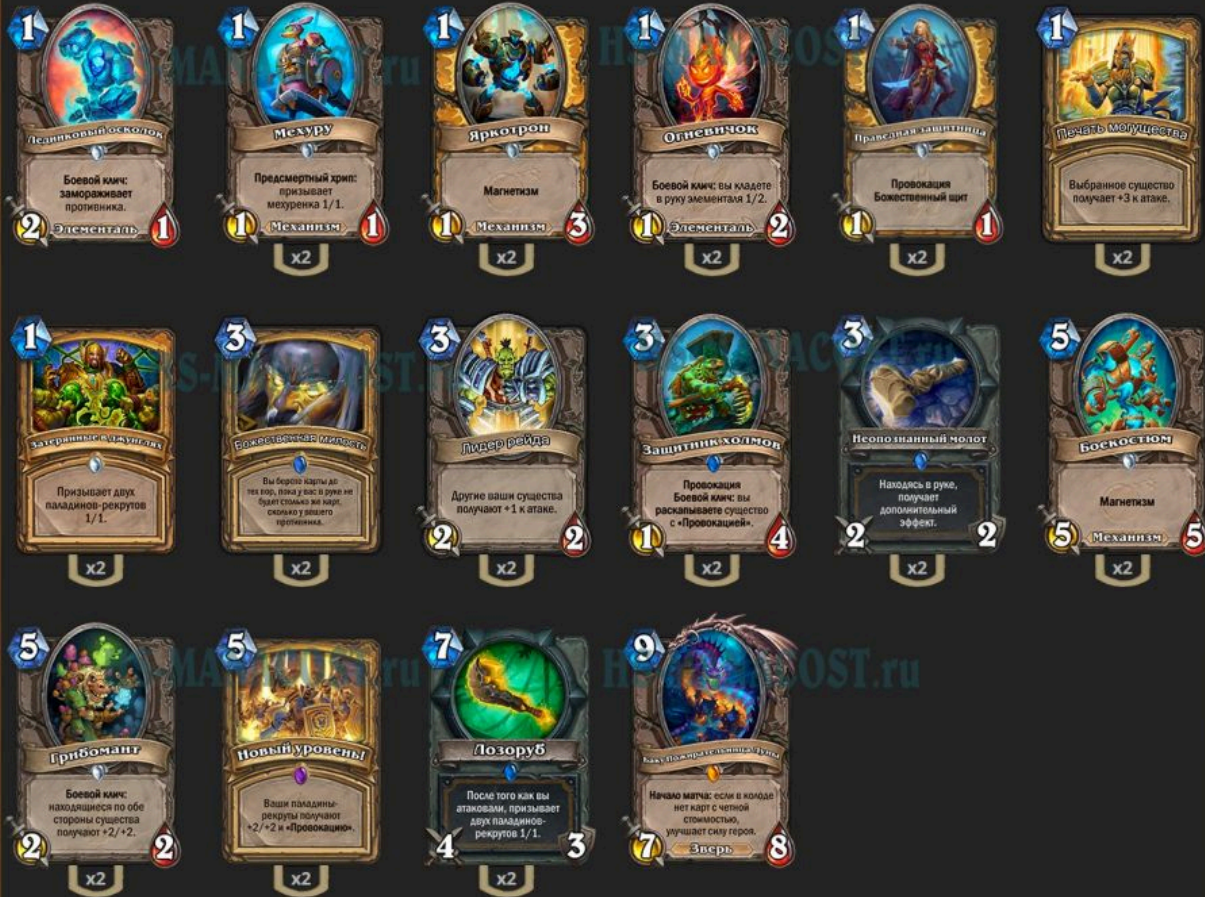 1
Ледниковый осколок
Боевой клич:
замораживает
противника.
2 Элементаль 1
1
Мехуру
Предсмертный хрип:
призывает
мехуренка 1/1.
1 Механизм 1
x2
1
Яркотрон
Магнетизм
1 Механизм 3
x2
1
Огневичок
Боевой клич: вы кладете
в руку элементаля 1/2.
1 Элементаль 2
x2
1
Праведная защитница
Провокация
Божественный щит
1 1
x2
1
Печать могущества
Выбранное существо
получает +3 к атаке.
x2
1
Затерянные в джунглях
Призывает двух
паладинов-рекрутов
1/1.
x2
3
Божественная милость
Вы берете карты до
тех пор, пока у вас в руке не
будет столько же карт,
сколько у вашего
противника.
x2
3
Лидер рейда
Другие ваши существа
получают +1 к атаке.
2 2
x2
3
Защитник холмов
Провокация
Боевой клич: вы
раскапываете существо
с «Провокацией».
1 4
x2
3
Неопознанный молот
Находясь в руке,
получает
дополнительный
эффект.
2 2
x2
5
Боекостюм
Магнетизм
5 Механизм 5
x2
5
Грибомант
Боевой клич:
находящиеся по обе
стороны существа
получают +2/+2.
2 2
x2
5
Новый уровень!
Ваши паладины-
рекруты получают
+2/+2 и «Провокацию».
x2
7
Лозоруб
После того как вы
атаковали, призывает
двух паладинов-
рекрутов 1/1.
4 3
x2
9
Баку Пожирательница Луны
Начало матча: если в колоде
нет карт с четной
стоимостью,
улучшает силу героя.
7 Зверь 8
HS-MANACOST.ru